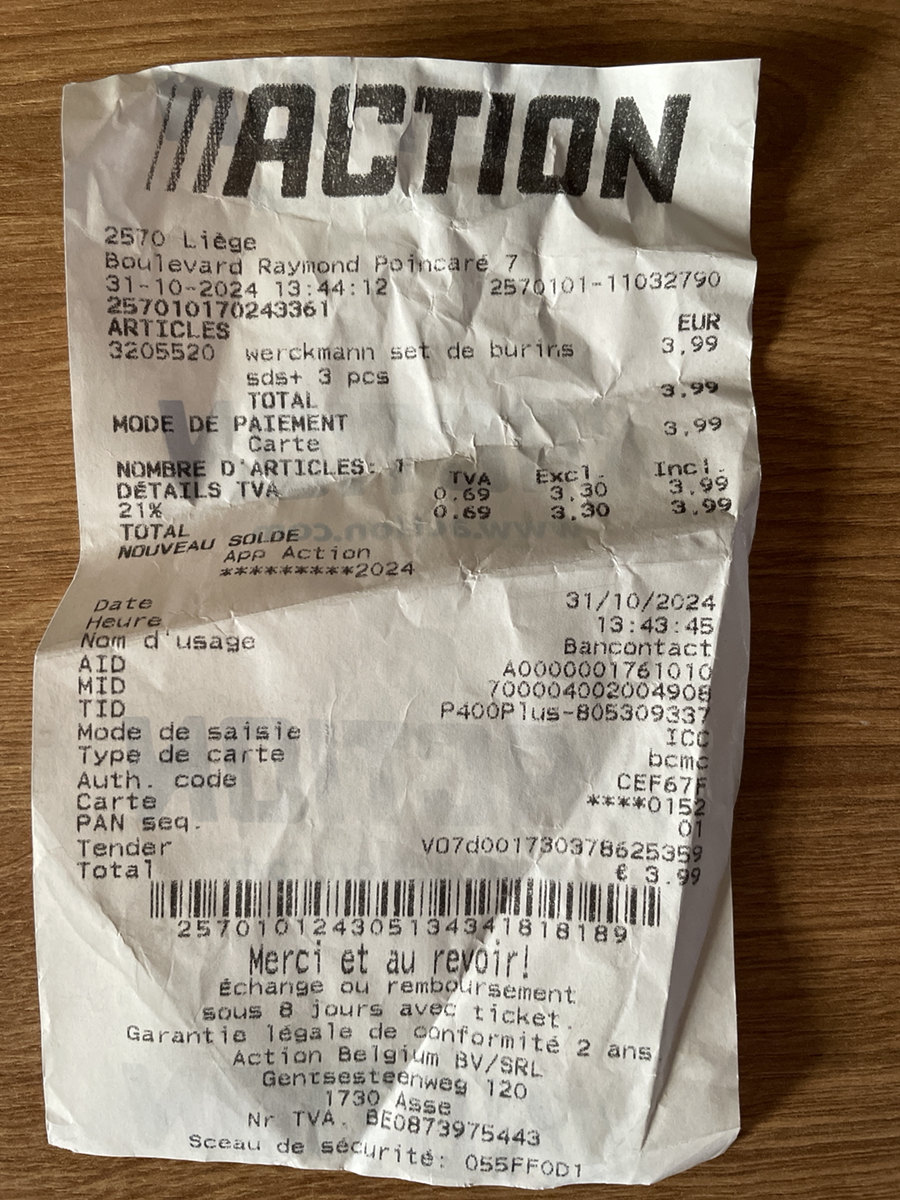 ACTION
2570 Liège
Boulevard Raymond Poincaré 7
31-10-2024 13:44:12 2570101-11032790
257010170243361
ARTICLES EUR
3205520 werckmann set de burins 3,99
sds+ 3 pcs
TOTAL 3,99
MODE DE PAIEMENT
Carte 3,99
NOMBRE D'ARTICLES: 1
DÉTAILS TVA TVA Excl. Incl.
21% 0.69 3,30 3,99
TOTAL 0.69 3,30 3,99
NOUVEAU SOLDE
App Action
*********2024
Date 31/10/2024
Heure 13:43:45
Nom d'usage Bancontact
AID A0000001761010
MID 700004002004908
TID P400Plus-805309337
Mode de saisie ICC
Type de carte bcmc
Auth. code CEF67F
Carte ****0152
PAN seq. 01
Tender V07d001730378625359
Total € 3.99
2570101243051343418​18189
Merci et au revoir!
Échange ou remboursement
sous 8 jours avec ticket.
Garantie légale de conformité 2 ans.
Action Belgium BV/SRL
Gentsesteenweg 120
1730 Asse
Nr TVA. BE0873975443
Sceau de sécurité: 055FF0D1